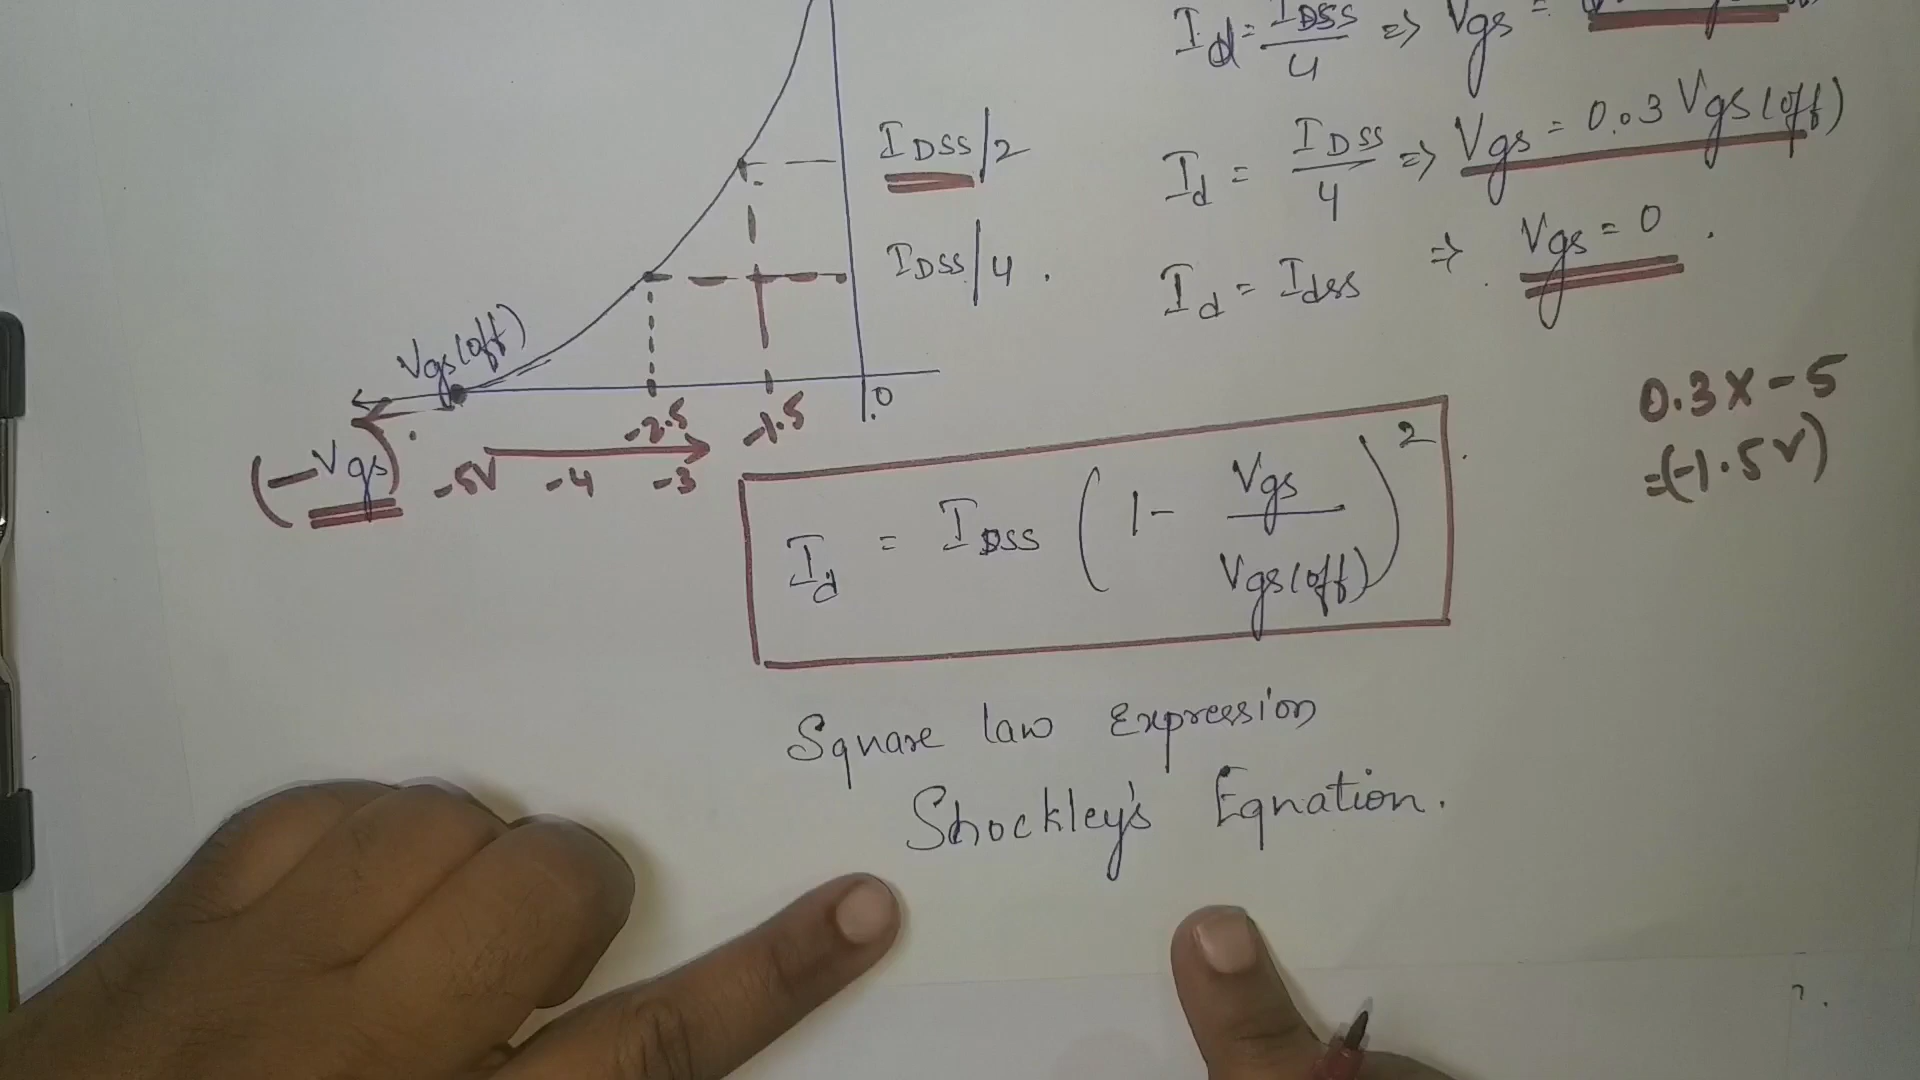 Id = IDSS/4 => Vgs =
IDSS/2
Id = IDSS/4 => Vgs = 0.03 Vgs(off)
IDSS/4 .
Id = Idss => Vgs = 0 .
Vgs(off)
.0
-2.5 -1.5
(-Vgs) -5V -4 -3
0.3 x -5
=(-1.5V)
Id = IDSS (1 - Vgs/Vgs(off))²
Square law Expression
Shockley's Equation.